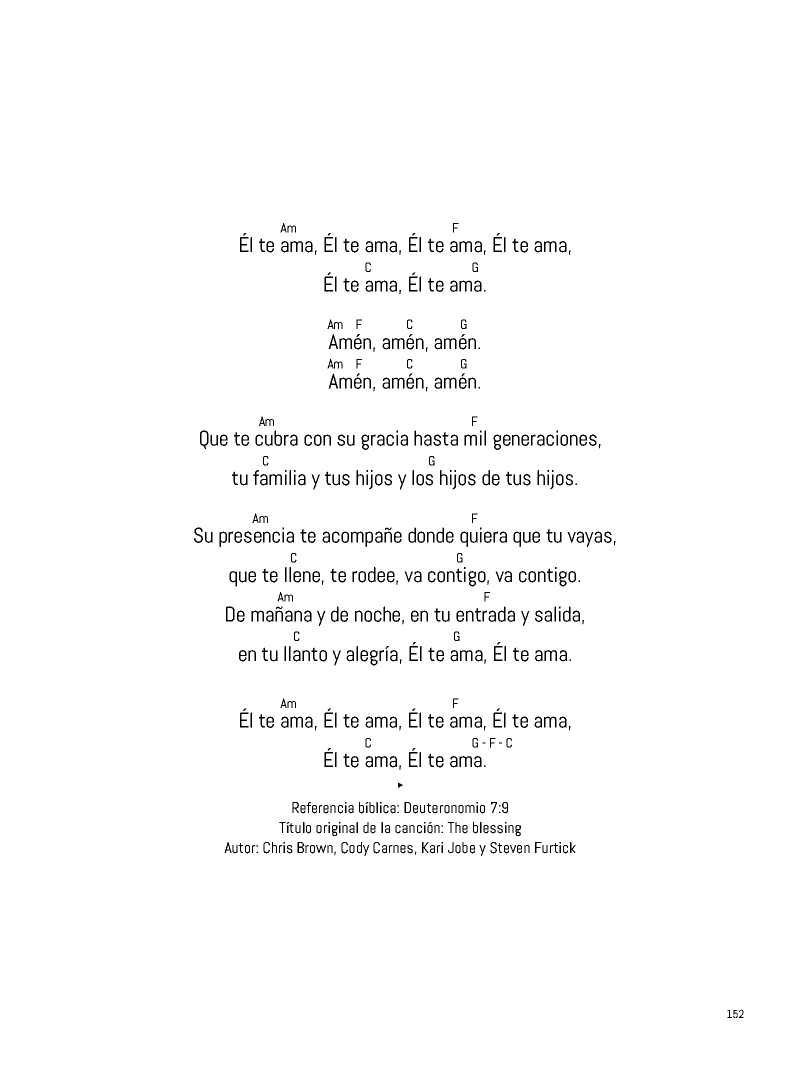 Am F
Él te ama, Él te ama, Él te ama, Él te ama,
C G
Él te ama, Él te ama.
Am F C G
Amén, amén, amén.
Am F C G
Amén, amén, amén.
Am F
Que te cubra con su gracia hasta mil generaciones,
C G
tu familia y tus hijos y los hijos de tus hijos.
Am F
Su presencia te acompañe donde quiera que tu vayas,
C G
que te llene, te rodee, va contigo, va contigo.
Am F
De mañana y de noche, en tu entrada y salida,
C G
en tu llanto y alegría, Él te ama, Él te ama.
Am F
Él te ama, Él te ama, Él te ama, Él te ama,
C G - F - C
Él te ama, Él te ama.
Referencia bíblica: Deuteronomio 7:9
Título original de la canción: The blessing
Autor: Chris Brown, Cody Carnes, Kari Jobe y Steven Furtick
152